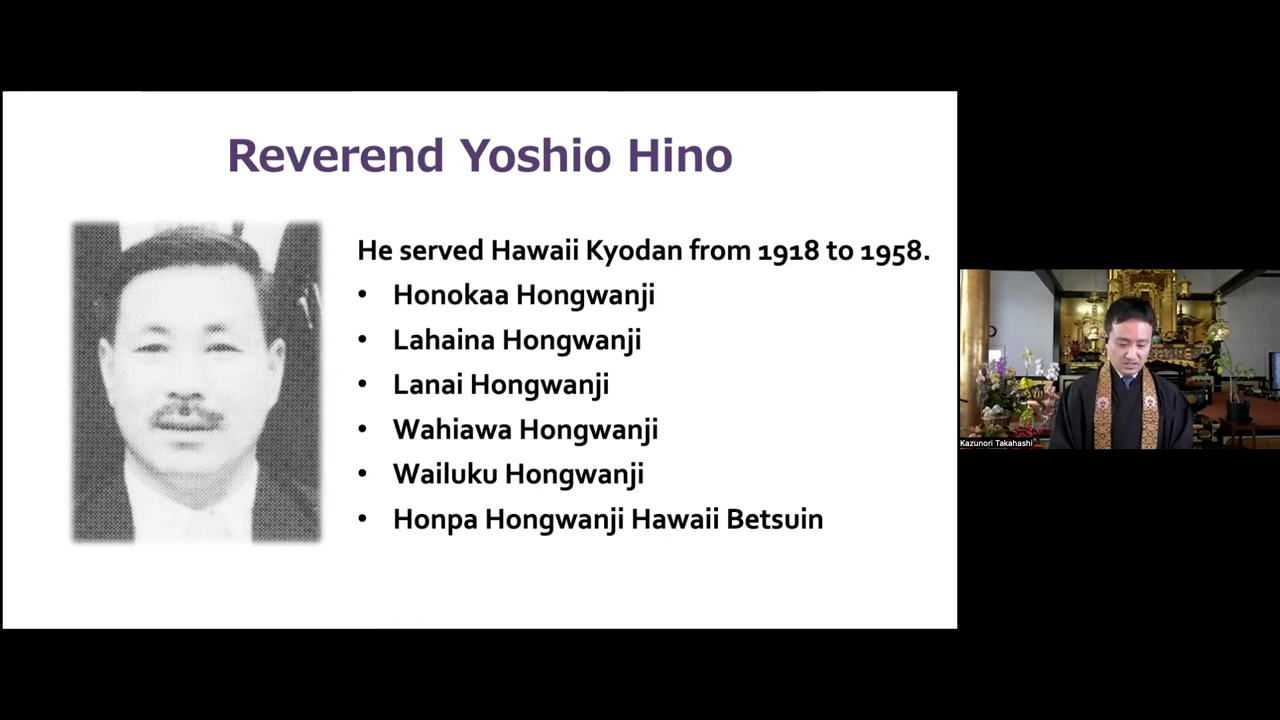 Reverend Yoshio Hino
He served Hawaii Kyodan from 1918 to 1958.
• Honokaa Hongwanji
• Lahaina Hongwanji
• Lanai Hongwanji
• Wahiawa Hongwanji
• Wailuku Hongwanji
• Honpa Hongwanji Hawaii Betsuin
Kazunori Takahashi